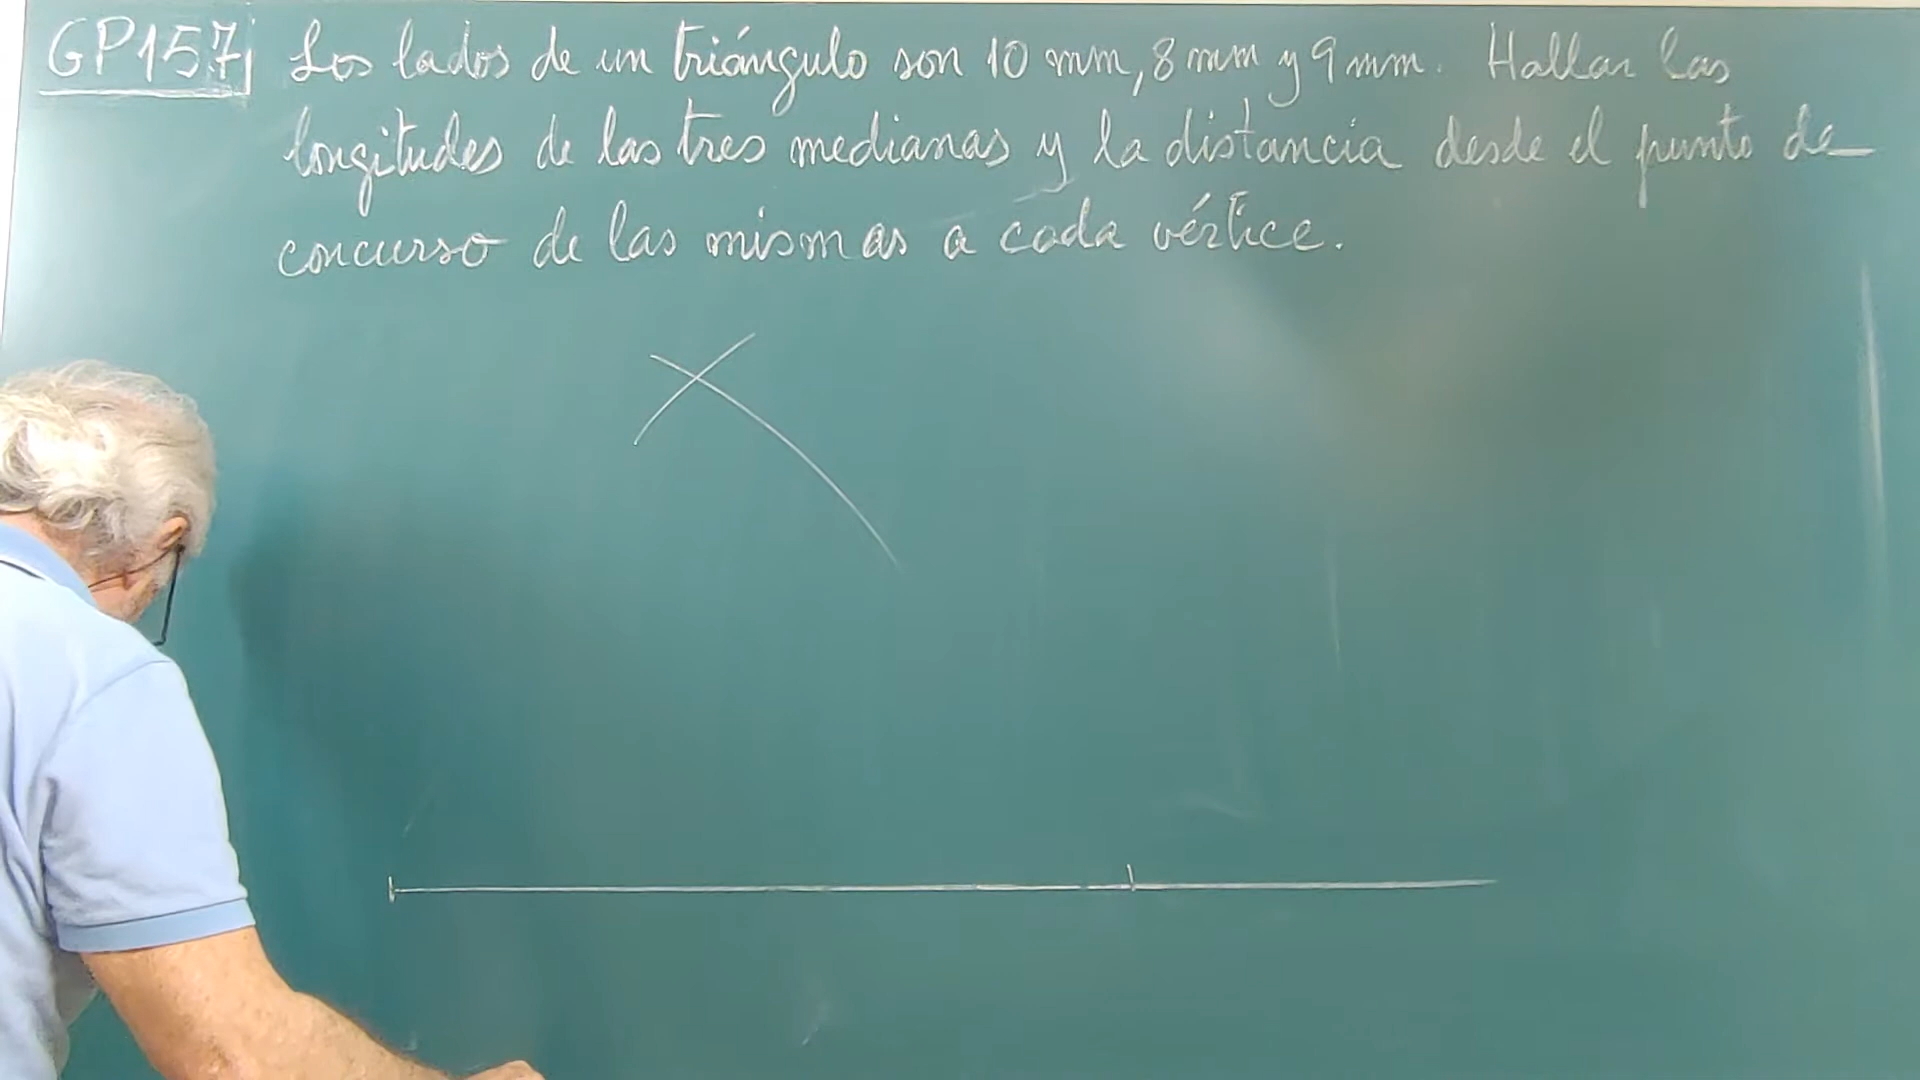 GP157 Los lados de un triángulo son 10 mm, 8 mm y 9 mm. Hallar las
longitudes de las tres medianas y la distancia desde el punto de
concurso de las mismas a cada vértice.